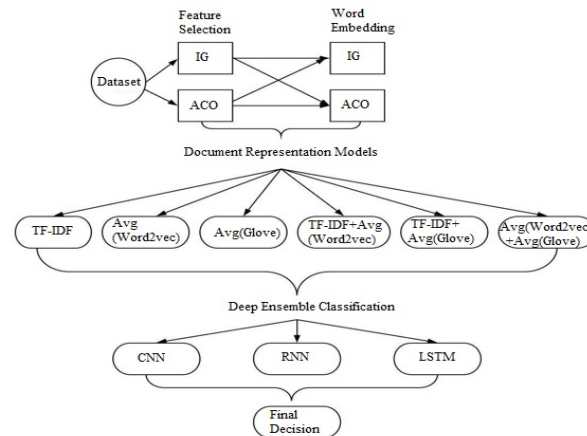 Feature
Selection
Word
Embedding
Dataset
IG
IG
ACO
ACO
Document Representation Models
TF-IDF
Avg
(Word2vec)
Avg(Glove)
TF-IDF+Avg
(Word2vec)
TF-IDF+
Avg(Glove)
Avg(Word2vec)
+Avg(Glove)
Deep Ensemble Classification
CNN
RNN
LSTM
Final
Decision